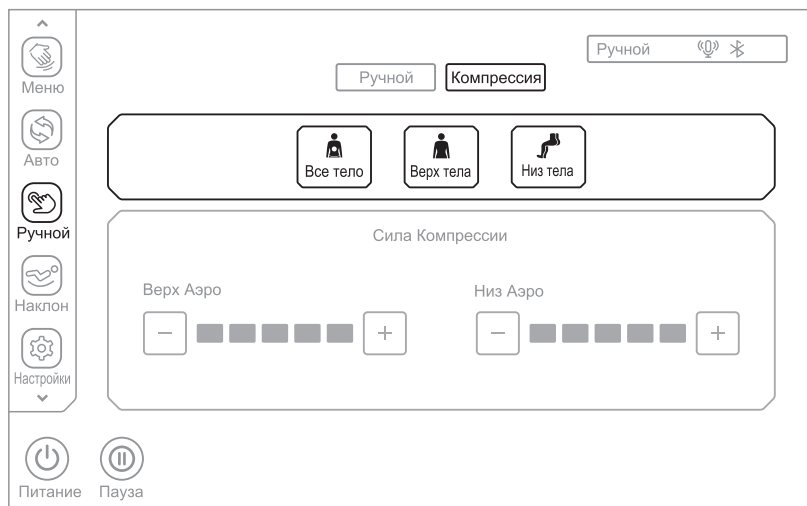 Ручной
Ручной
Компрессия
Меню
Авто
Ручной
Наклон
Настройки
Все тело
Верх тела
Низ тела
Сила Компрессии
Верх Аэро
Низ Аэро
Питание
Пауза